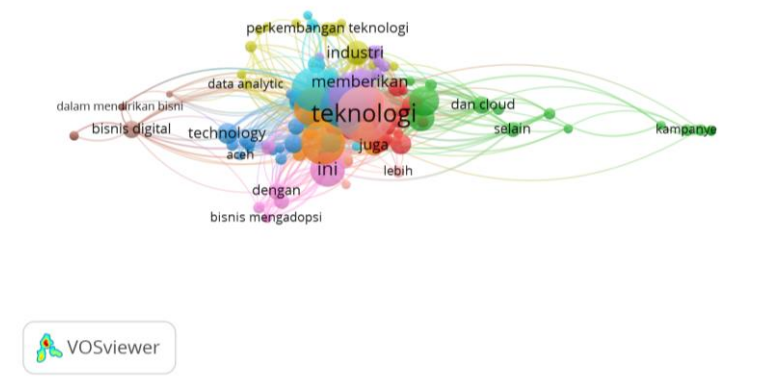 perkembangan teknologi
industri
data analytic
memberikan
dalam mendirikan bisni
teknologi
dan cloud
bisnis digital
technology
selain
kampanye
aceh
juga
ini
lebih
dengan
bisnis mengadopsi
VOSviewer